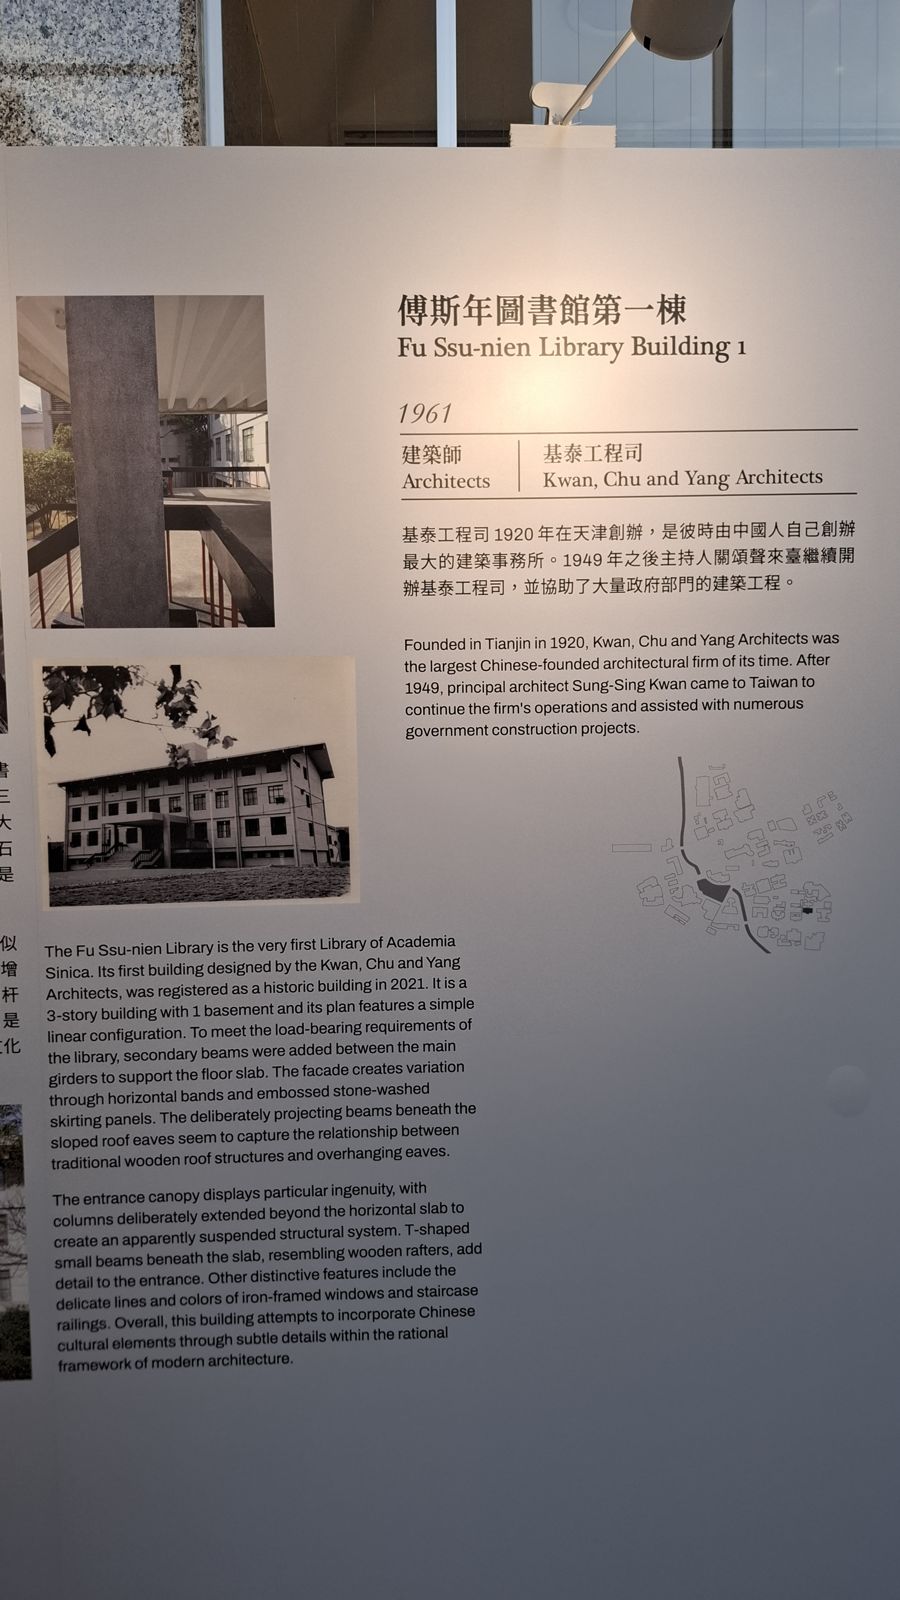 傅斯年圖書館第一棟
Fu Ssu-nien Library Building 1
1961
建築師
Architects
基泰工程司
Kwan, Chu and Yang Architects
基泰工程司 1920 年在天津創辦，是彼時由中國人自己創辦
最大的建築事務所。1949 年之後主持人關頌聲來臺繼續開
辦基泰工程司，並協助了大量政府部門的建築工程。
Founded in Tianjin in 1920, Kwan, Chu and Yang Architects was
the largest Chinese-founded architectural firm of its time. After
1949, principal architect Sung-Sing Kwan came to Taiwan to
continue the firm's operations and assisted with numerous
government construction projects.
書
三
大
石
是
似
增
杆
是
化
The Fu Ssu-nien Library is the very first Library of Academia
Sinica. Its first building designed by the Kwan, Chu and Yang
Architects, was registered as a historic building in 2021. It is a
3-story building with 1 basement and its plan features a simple
linear configuration. To meet the load-bearing requirements of
the library, secondary beams were added between the main
girders to support the floor slab. The facade creates variation
through horizontal bands and embossed stone-washed
skirting panels. The deliberately projecting beams beneath the
sloped roof eaves seem to capture the relationship between
traditional wooden roof structures and overhanging eaves.
The entrance canopy displays particular ingenuity, with
columns deliberately extended beyond the horizontal slab to
create an apparently suspended structural system. T-shaped
small beams beneath the slab, resembling wooden rafters, add
detail to the entrance. Other distinctive features include the
delicate lines and colors of iron-framed windows and staircase
railings. Overall, this building attempts to incorporate Chinese
cultural elements through subtle details within the rational
framework of modern architecture.